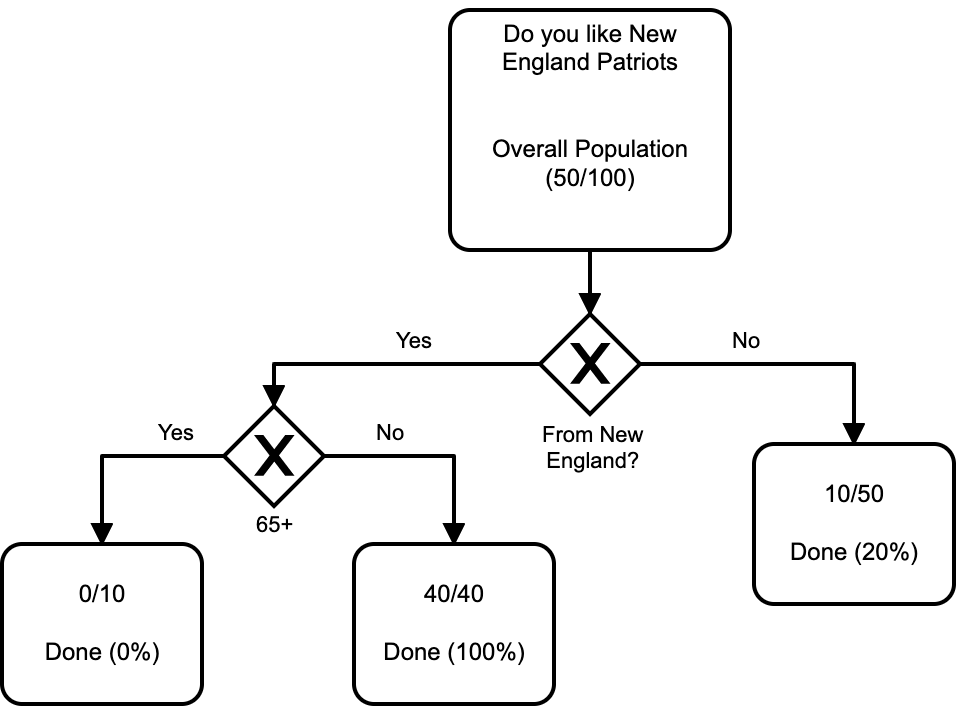 Do you like New
England Patriots
Overall Population
(50/100)
Yes
No
X
From New
England?
Yes
No
X
65+
10/50
Done (20%)
0/10
Done (0%)
40/40
Done (100%)